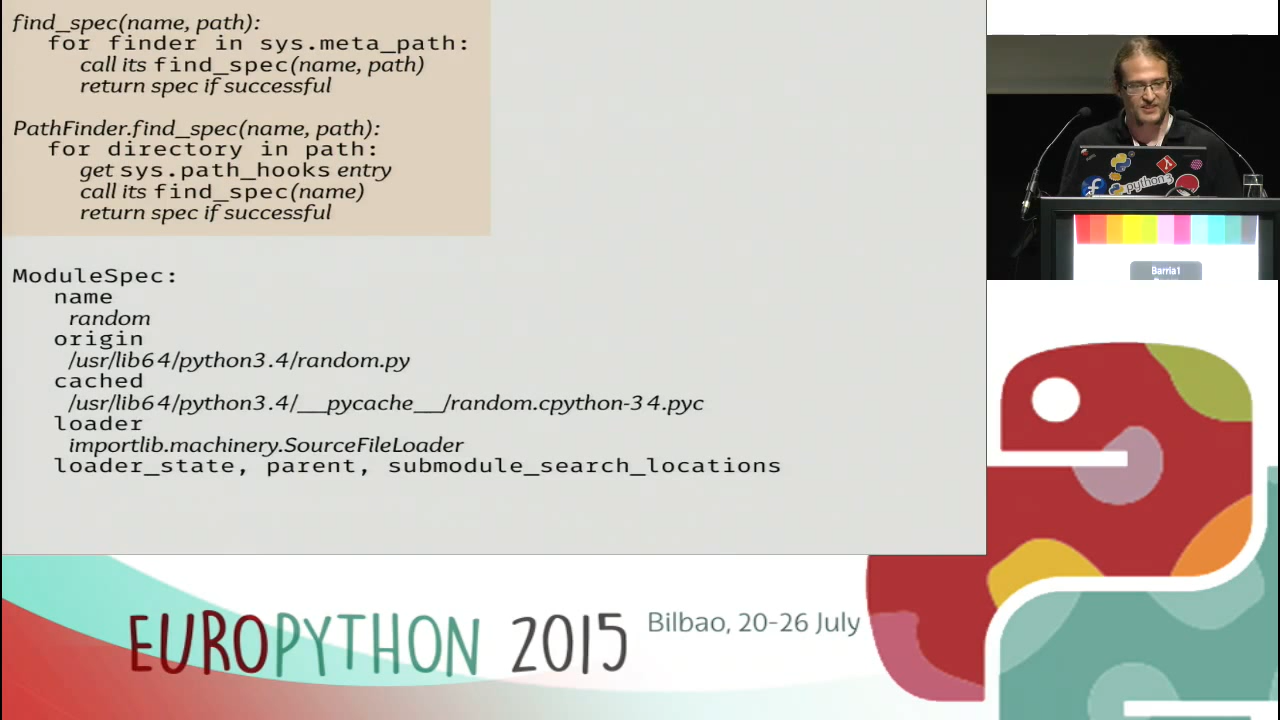 find_spec(name, path):
for finder in sys.meta_path:
call its find_spec(name, path)
return spec if successful
PathFinder.find_spec(name, path):
for directory in path:
get sys.path_hooks entry
call its find_spec(name)
return spec if successful
ModuleSpec:
name
random
origin
/usr/lib64/python3.4/random.py
cached
/usr/lib64/python3.4/__pycache__/random.cpython-34.pyc
loader
importlib.machinery.SourceFileLoader
loader_state, parent, submodule_search_locations
python3
Barria1
EUROPYTHON 2015
Bilbao, 20-26 July